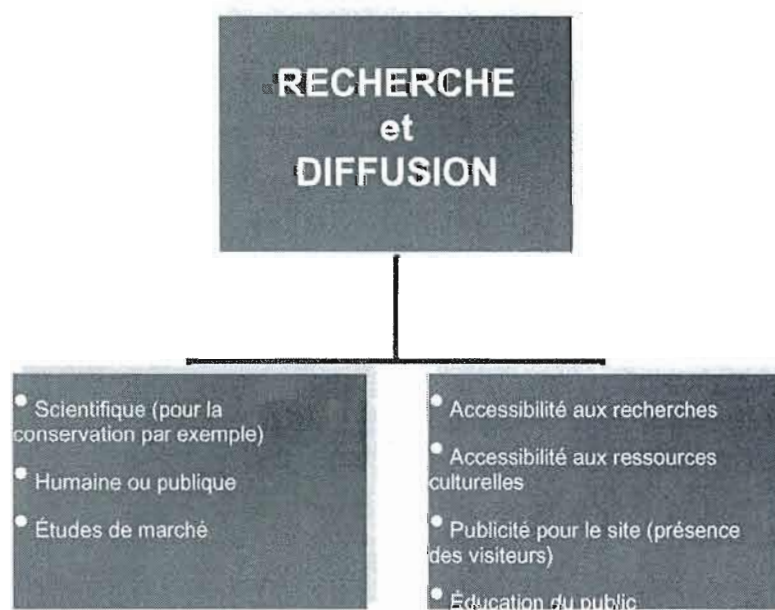 RECHERCHE
et
DIFFUSION
• Scientifique (pour la
conservation par exemple)
• Humaine ou publique
• Études de marché
• Accessibilité aux recherches
• Accessibilité aux ressources
culturelles
• Publicité pour le site (présence
des visiteurs)
• Éducation du public